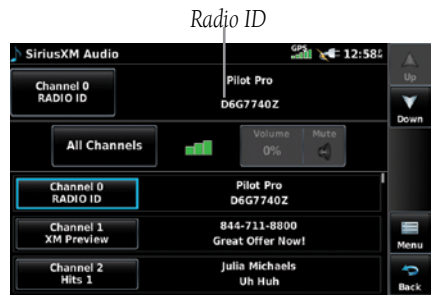 Radio ID
SiriusXM Audio
GPS
12:58
Channel 0
RADIO ID
Pilot Pro
D6G7740Z
Up
Down
All Channels
Volume
0%
Mute
Channel 0
RADIO ID
Pilot Pro
D6G7740Z
Channel 1
XM Preview
844-711-8800
Great Offer Now!
Menu
Channel 2
Hits 1
Julia Michaels
Uh Huh
Back